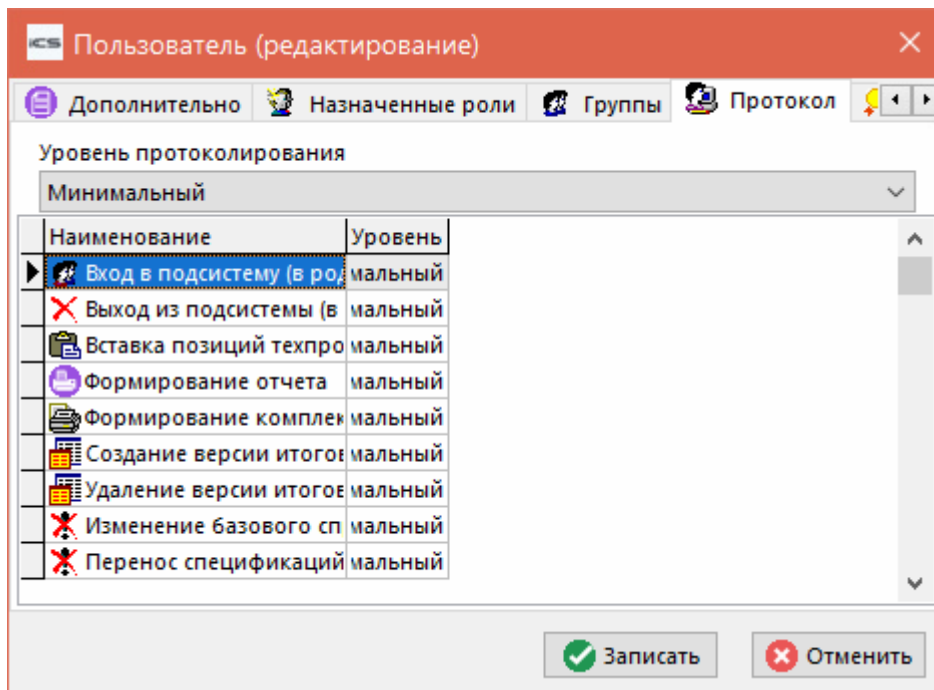 iCS Пользователь (редактирование)
Дополнительно Назначенные роли Группы Протокол
Уровень протоколирования
Минимальный
Наименование Уровень
Вход в подсистему (в род мальный
Выход из подсистемы (в мальный
Вставка позиций техпро мальный
Формирование отчета мальный
Формирование комплек мальный
Создание версии итогов мальный
Удаление версии итогов мальный
Изменение базового сп мальный
Перенос спецификаций мальный
Записать Отменить